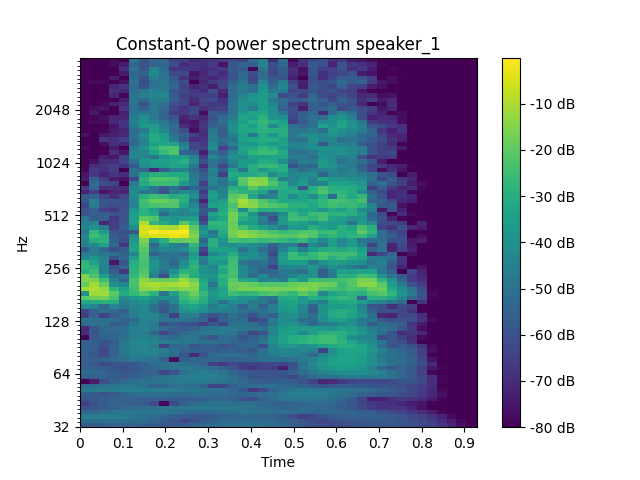 Constant-Q power spectrum speaker_1
Hz
2048
1024
512
256
128
64
32
0 0.1 0.2 0.3 0.4 0.5 0.6 0.7 0.8 0.9
Time
-10 dB
-20 dB
-30 dB
-40 dB
-50 dB
-60 dB
-70 dB
-80 dB